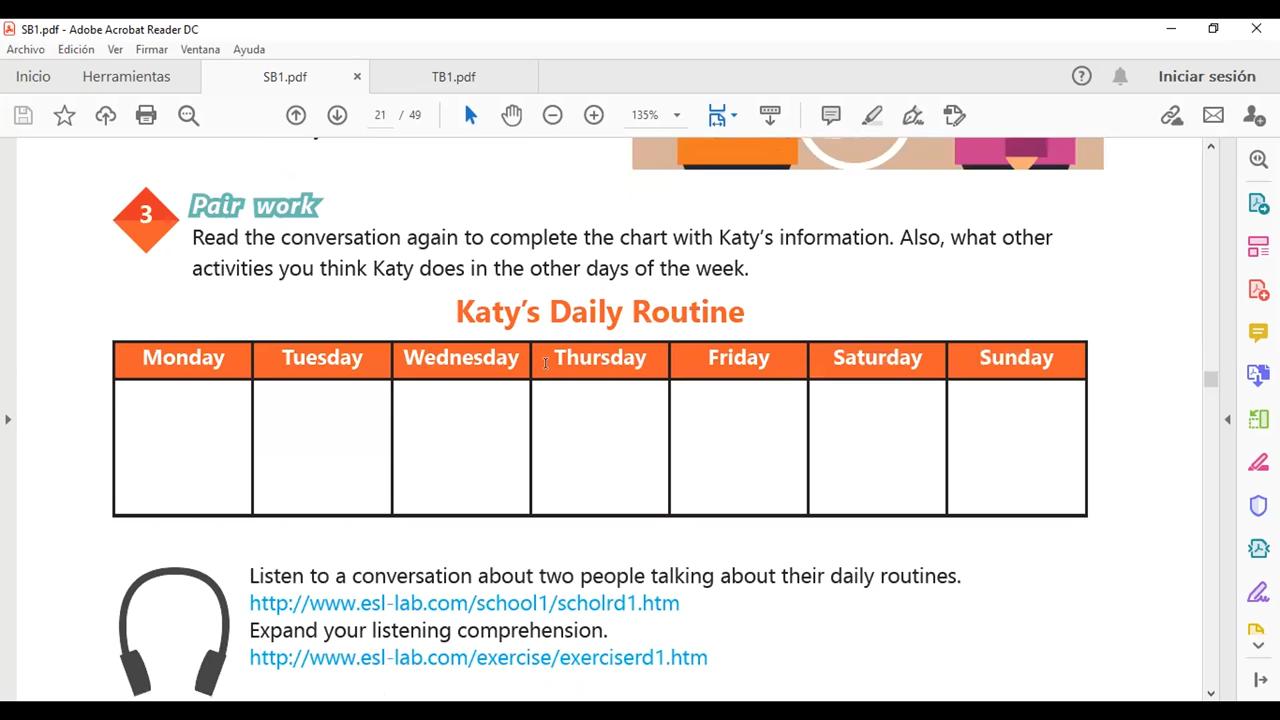 SB1.pdf - Adobe Acrobat Reader DC
Archivo Edición Ver Firmar Ventana Ayuda
Inicio Herramientas SB1.pdf × TB1.pdf Iniciar sesión
21 / 49 135%
3 Pair work
Read the conversation again to complete the chart with Katy's information. Also, what other
activities you think Katy does in the other days of the week.
Katy's Daily Routine
Monday Tuesday Wednesday Thursday Friday Saturday Sunday
Listen to a conversation about two people talking about their daily routines.
http://www.esl-lab.com/school1/scholrd1.htm
Expand your listening comprehension.
http://www.esl-lab.com/exercise/exerciserd1.htm